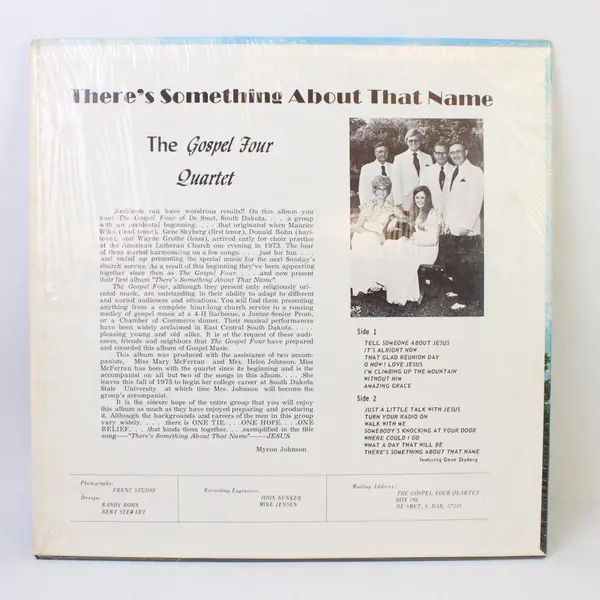 There's Something About That Name
The Gospel Four
Quartet
Accidents can have wondrous results!! On this album you
meet The Gospel Four of De Smet, South Dakota. . . . .a group
with an accidental beginning. . . .that originated when Maurice
Wilx (lead tenor), Gene Skyberg (first tenor), Donald Bohn (bari-
tone), and Wayne Grothe (bass), arrived early for choir practice
at the American Lutheran Church one evening in 1973. The four
of them started harmonizing on a few songs. . . . .just for fun. . . .
and ended up presenting the special music for the next Sunday's
church service. As a result of this beginning they've been appearing
together since then as The Gospel Four. . . . .and now present
their first album "There's Something About That Name".
The Gospel Four, although they present only religiously ori-
ented music, are outstanding in their ability to adapt to different
and varied audiences and situations. You will find them presenting
anything from a complete hour-long church service to a rousing
medley of gospel music at a 4-H Barbecue, a Junior-Senior Prom,
or a Chamber of Commerce dinner. Their musical performances
have been widely acclaimed in East Central South Dakota. . . .
pleasing young and old alike. It is at the request of these audi-
ences, friends and neighbors that The Gospel Four have prepared
and recorded this album of Gospel Music.
This album was produced with the assistance of two accom-
panists, Miss Mary McFerran and Mrs. Helen Johnson. Miss
McFerran has been with the quartet since its beginning and is the
accompanist on all but two of the songs in this album. . . . .She
leaves this fall of 1975 to begin her college career at South Dakota
State University at which time Mrs. Johnson will become the
group's accompanist.
It is the sincere hope of the entire group that you will enjoy
this album as much as they have enjoyed preparing and producing
it. Although the backgrounds and careers of the men in this group
vary widely. . . . .there is ONE TIE. . . .ONE HOPE. . . .ONE
BELIEF. . . .that binds them together. . . .exemplified in the title
song—"There's Something About That Name"——JESUS.
Myron Johnson
Side 1
TELL SOMEONE ABOUT JESUS
IT'S ALRIGHT NOW
THAT GLAD REUNION DAY
O HOW I LOVE JESUS
I'M CLIMBING UP THE MOUNTAIN
WITHOUT HIM
AMAZING GRACE
Side 2
JUST A LITTLE TALK WITH JESUS
TURN YOUR RADIO ON
WALK WITH ME
SOMEBODY'S KNOCKING AT YOUR DOOR
WHERE COULD I GO
WHAT A DAY THAT WILL BE
THERE'S SOMETHING ABOUT THAT NAME
featuring Gene Skyberg
Photography:
FRENZ STUDIO
Design:
RANDY BOHN
BERT STEWART
Recording Engineers:
JOHN BUNKER
MIKE JENSEN
Mailing Address:
THE GOSPEL FOUR QUARTET
BOX
DE SMET, S. DAK. 57231